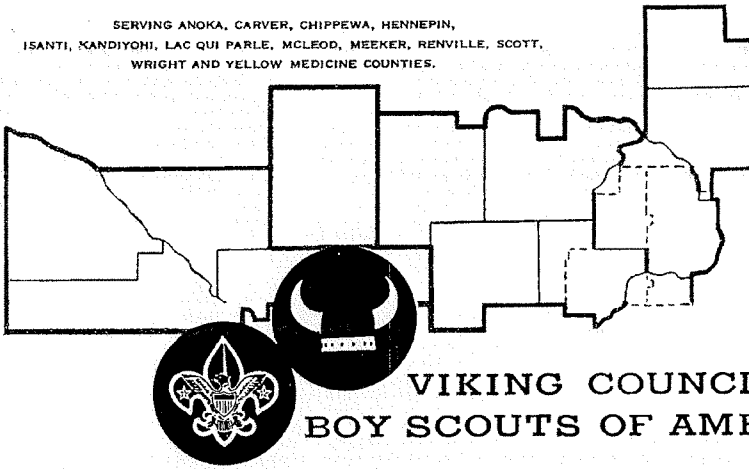 SERVING ANOKA, CARVER, CHIPPEWA, HENNEPIN,
ISANTI, KANDIYOHI, LAC QUI PARLE, MCLEOD, MEEKER, RENVILLE, SCOTT,
WRIGHT AND YELLOW MEDICINE COUNTIES.
VIKING COUNCI
BOY SCOUTS OF AME